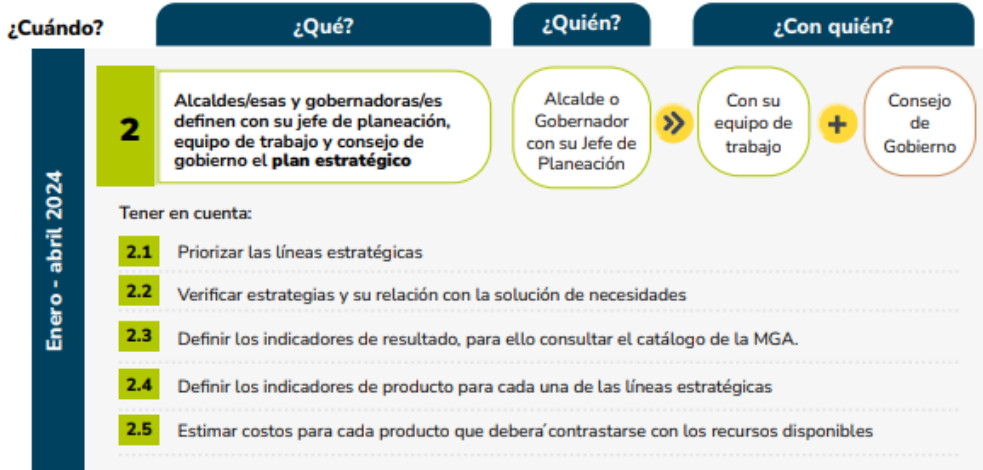 ¿Cuándo?
¿Qué?
¿Quién?
¿Con quién?
Enero - abril 2024
2
Alcaldes/esas y gobernadoras/es
definen con su jefe de planeación,
equipo de trabajo y consejo de
gobierno el plan estratégico
Alcalde o
Gobernador
con su Jefe de
Planeación
Con su
equipo de
trabajo
+
Consejo
de
Gobierno
Tener en cuenta:
2.1 Priorizar las líneas estratégicas
2.2 Verificar estrategias y su relación con la solución de necesidades
2.3 Definir los indicadores de resultado, para ello consultar el catálogo de la MGA.
2.4 Definir los indicadores de producto para cada una de las líneas estratégicas
2.5 Estimar costos para cada producto que debera´contrastarse con los recursos disponibles